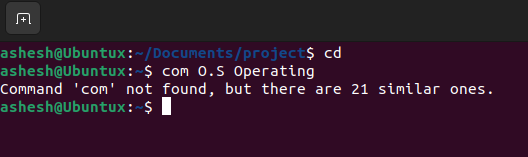 ashesh@Ubuntux:~/Documents/project$ cd
ashesh@Ubuntux:~$ com O.S Operating
Command 'com' not found, but there are 21 similar ones.
ashesh@Ubuntux:~$